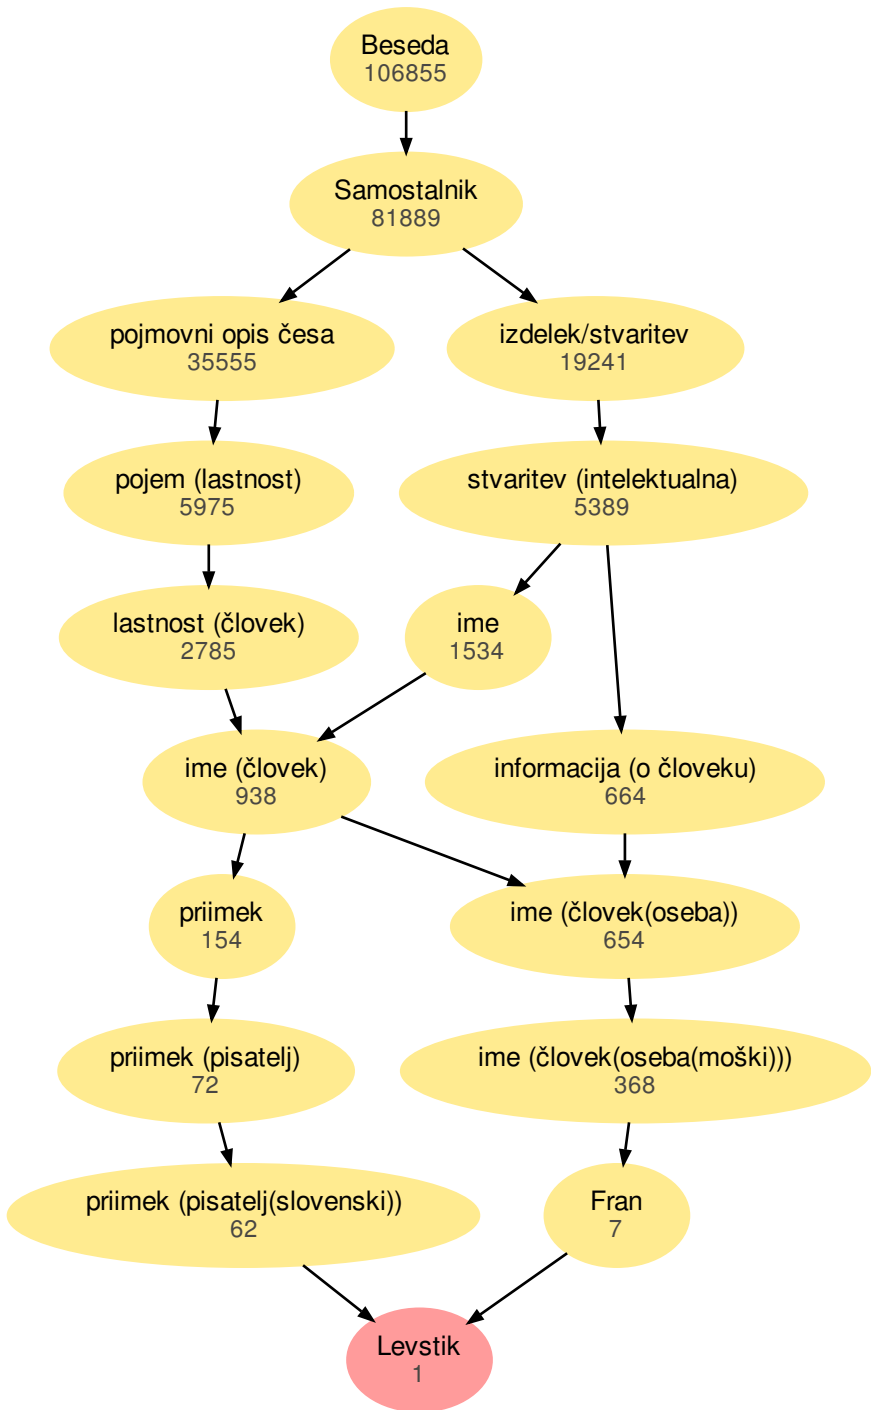 Beseda
106855
Samostalnik
81889
pojmovni opis česa
35555
izdelek/stvaritev
19241
pojem (lastnost)
5975
stvaritev (intelektualna)
5389
lastnost (človek)
2785
ime
1534
ime (človek)
938
informacija (o človeku)
664
priimek
154
ime (človek(oseba))
654
priimek (pisatelj)
72
ime (človek(oseba(moški)))
368
priimek (pisatelj(slovenski))
62
Fran
7
Levstik
1